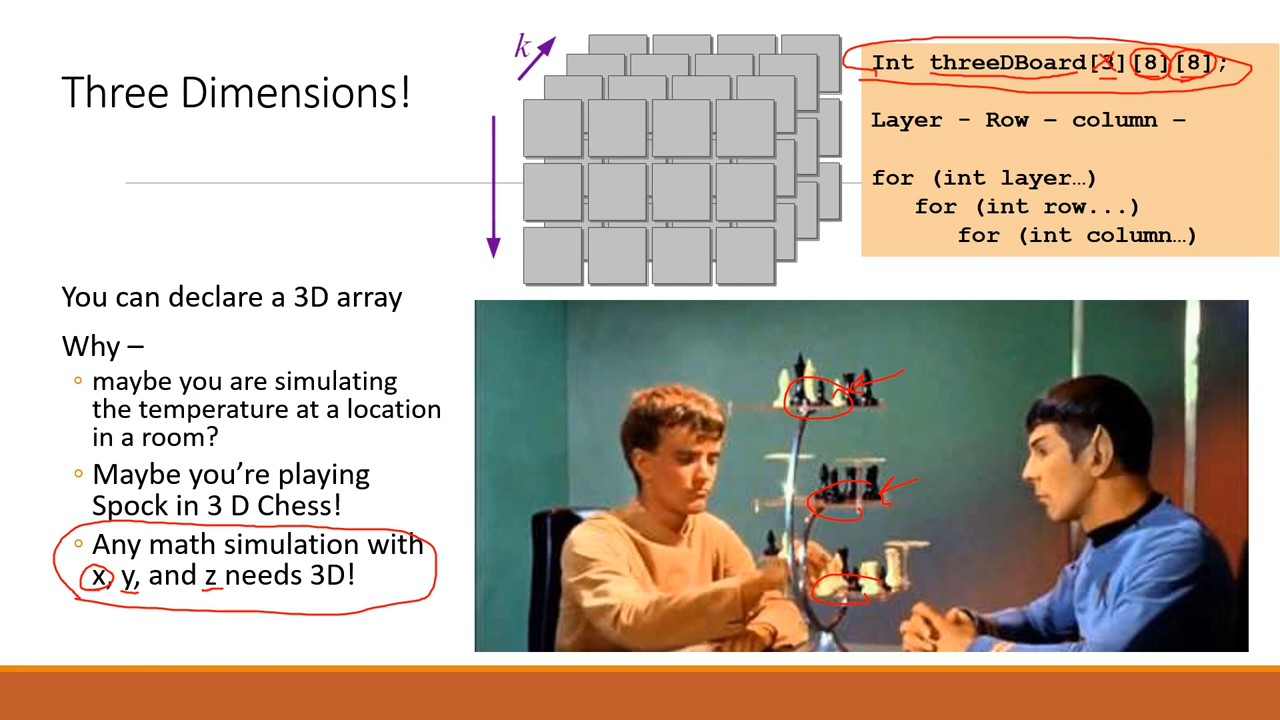 Three Dimensions!
k
Int threeDBoard[3][8][8];
Layer - Row – column –
for (int layer…)
for (int row...)
for (int column…)
You can declare a 3D array
Why –
maybe you are simulating
the temperature at a location
in a room?
Maybe you’re playing
Spock in 3 D Chess!
Any math simulation with
x, y, and z needs 3D!